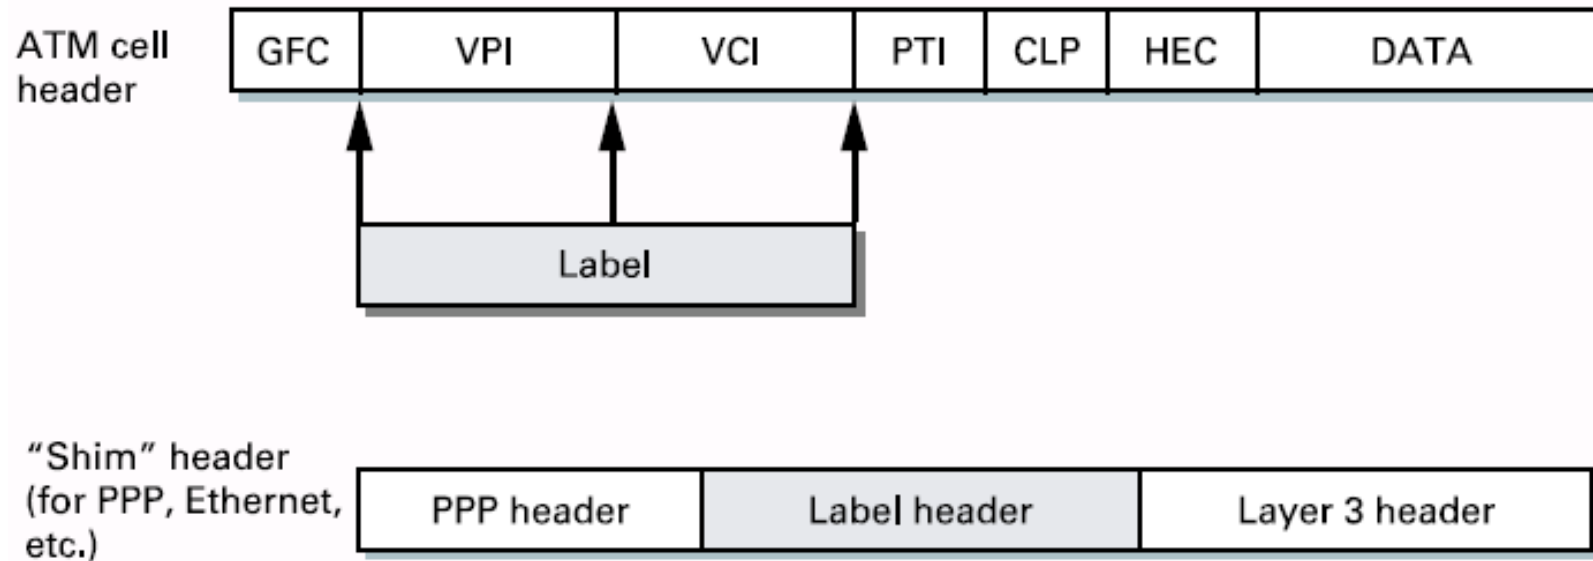 ATM cell
header
GFC VPI VCI PTI CLP HEC DATA
Label
“Shim” header
(for PPP, Ethernet,
etc.)
PPP header Label header Layer 3 header